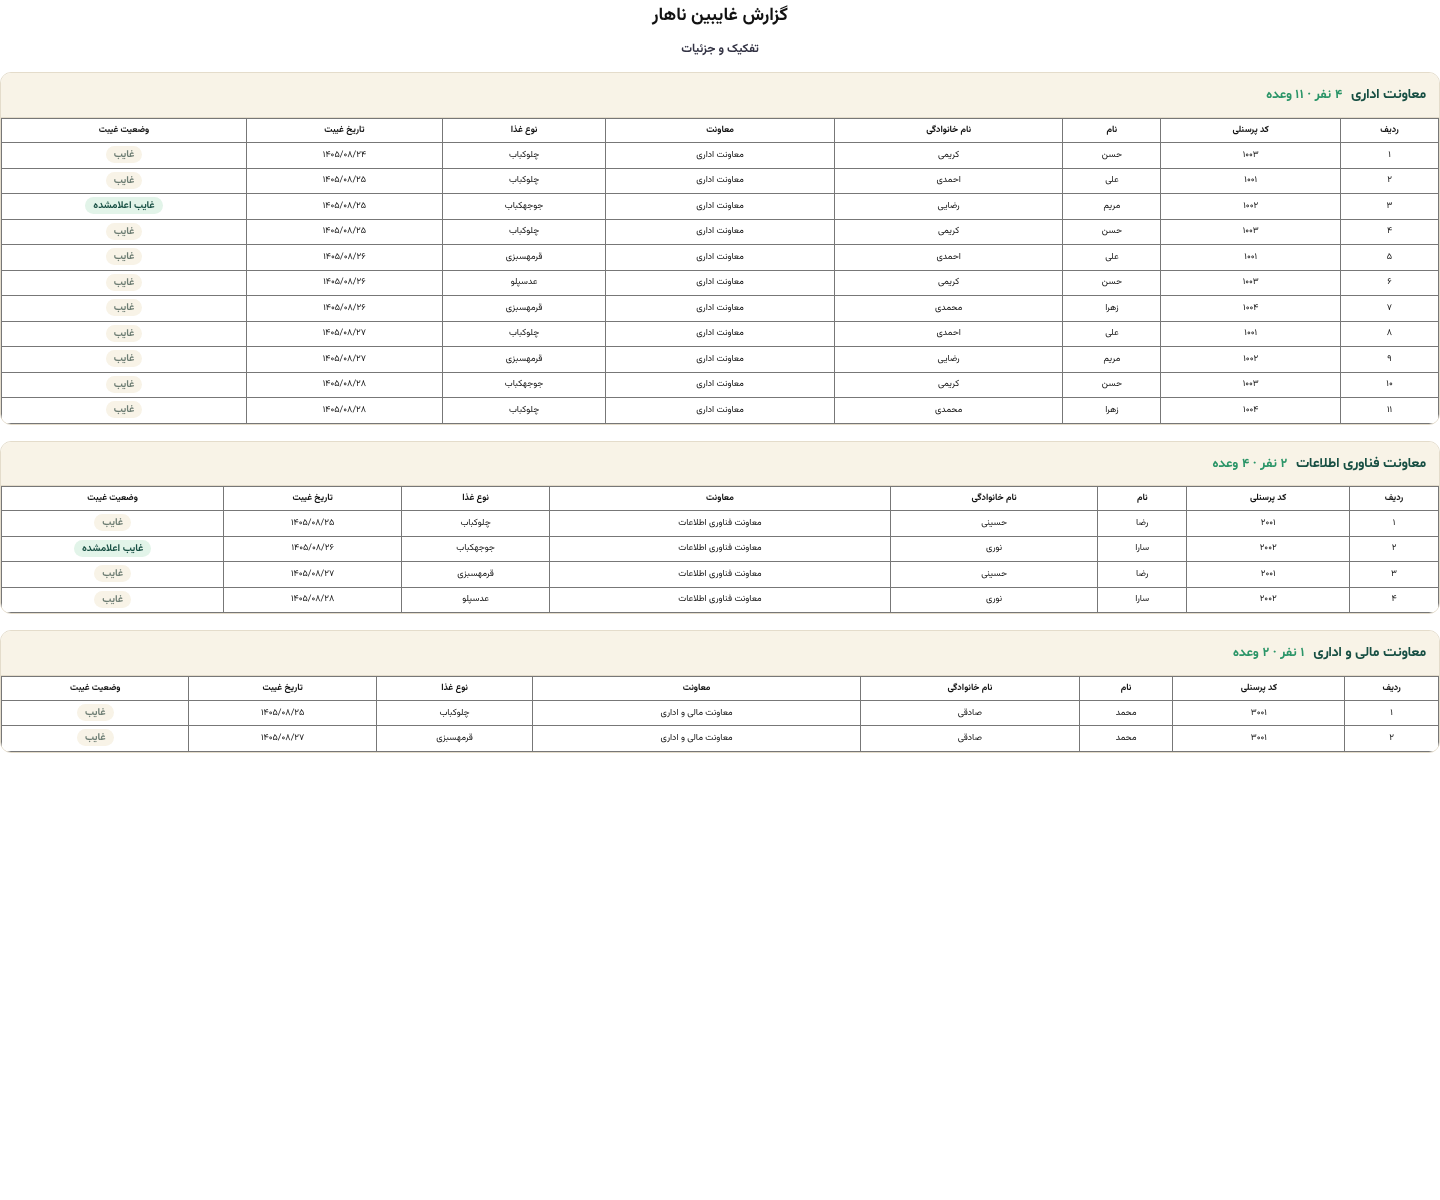 گزارش غایبین ناهار
تفکیک و جزئیات
معاونت اداری ۴ نفر · ۱۱ وعده
ردیف کد پرسنلی نام نام خانوادگی معاونت نوع غذا تاریخ غیبت وضعیت غیبت
۱ ۱۰۰۳ حسن کریمی معاونت اداری چلوکباب ۱۴۰۵/۰۸/۲۴ غایب
۲ ۱۰۰۱ علی احمدی معاونت اداری چلوکباب ۱۴۰۵/۰۸/۲۵ غایب
۳ ۱۰۰۲ مریم رضایی معاونت اداری جوجهکباب ۱۴۰۵/۰۸/۲۵ غایب اعلامشده
۴ ۱۰۰۳ حسن کریمی معاونت اداری چلوکباب ۱۴۰۵/۰۸/۲۵ غایب
۵ ۱۰۰۱ علی احمدی معاونت اداری قرمهسبزی ۱۴۰۵/۰۸/۲۶ غایب
۶ ۱۰۰۳ حسن کریمی معاونت اداری عدسپلو ۱۴۰۵/۰۸/۲۶ غایب
۷ ۱۰۰۴ زهرا محمدی معاونت اداری قرمهسبزی ۱۴۰۵/۰۸/۲۶ غایب
۸ ۱۰۰۱ علی احمدی معاونت اداری چلوکباب ۱۴۰۵/۰۸/۲۷ غایب
۹ ۱۰۰۲ مریم رضایی معاونت اداری قرمهسبزی ۱۴۰۵/۰۸/۲۷ غایب
۱۰ ۱۰۰۳ حسن کریمی معاونت اداری جوجهکباب ۱۴۰۵/۰۸/۲۸ غایب
۱۱ ۱۰۰۴ زهرا محمدی معاونت اداری چلوکباب ۱۴۰۵/۰۸/۲۸ غایب
معاونت فناوری اطلاعات ۲ نفر · ۴ وعده
ردیف کد پرسنلی نام نام خانوادگی معاونت نوع غذا تاریخ غیبت وضعیت غیبت
۱ ۲۰۰۱ رضا حسینی معاونت فناوری اطلاعات چلوکباب ۱۴۰۵/۰۸/۲۵ غایب
۲ ۲۰۰۲ سارا نوری معاونت فناوری اطلاعات جوجهکباب ۱۴۰۵/۰۸/۲۶ غایب اعلامشده
۳ ۲۰۰۱ رضا حسینی معاونت فناوری اطلاعات قرمهسبزی ۱۴۰۵/۰۸/۲۷ غایب
۴ ۲۰۰۲ سارا نوری معاونت فناوری اطلاعات عدسپلو ۱۴۰۵/۰۸/۲۸ غایب
معاونت مالی و اداری ۱ نفر · ۲ وعده
ردیف کد پرسنلی نام نام خانوادگی معاونت نوع غذا تاریخ غیبت وضعیت غیبت
۱ ۳۰۰۱ محمد صادقی معاونت مالی و اداری چلوکباب ۱۴۰۵/۰۸/۲۵ غایب
۲ ۳۰۰۱ محمد صادقی معاونت مالی و اداری قرمهسبزی ۱۴۰۵/۰۸/۲۷ غایب